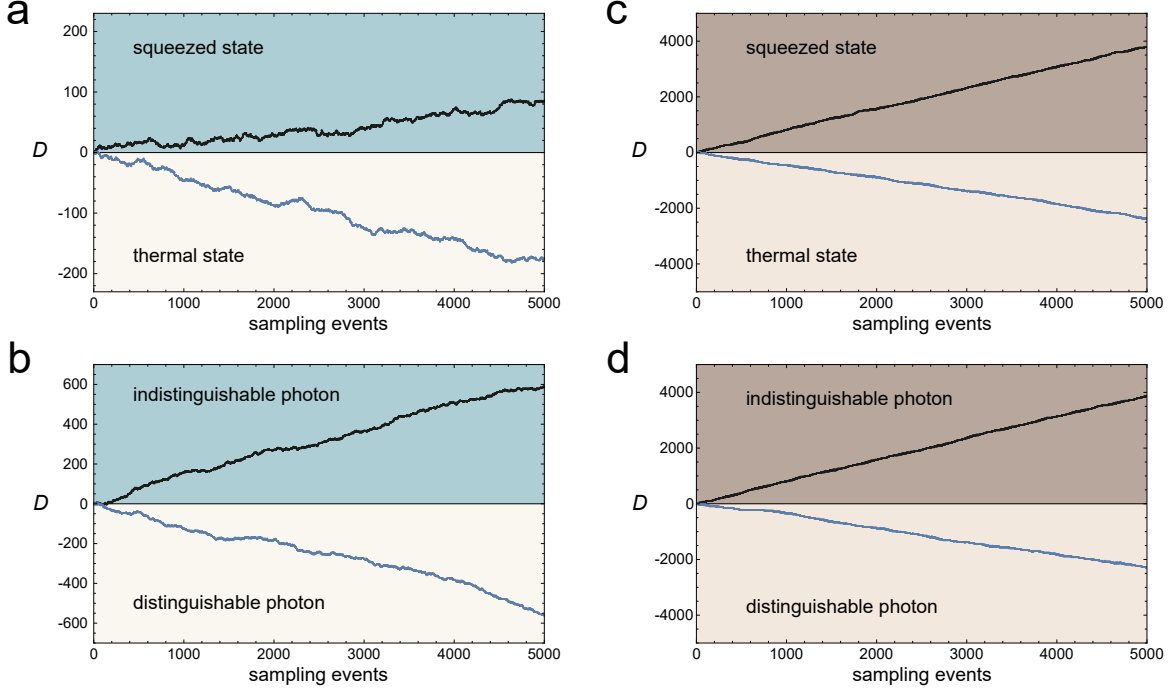 a
200
squeezed state
100
D
0
-100
thermal state
-200
0 1000 2000 3000 4000 5000
sampling events
c
4000
squeezed state
2000
D
0
-2000
thermal state
-4000
0 1000 2000 3000 4000 5000
sampling events
b
600
indistinguishable photon
400
200
D
0
-200
-400
distinguishable photon
-600
0 1000 2000 3000 4000 5000
sampling events
d
4000
indistinguishable photon
2000
D
0
-2000
distinguishable photon
-4000
0 1000 2000 3000 4000 5000
sampling events